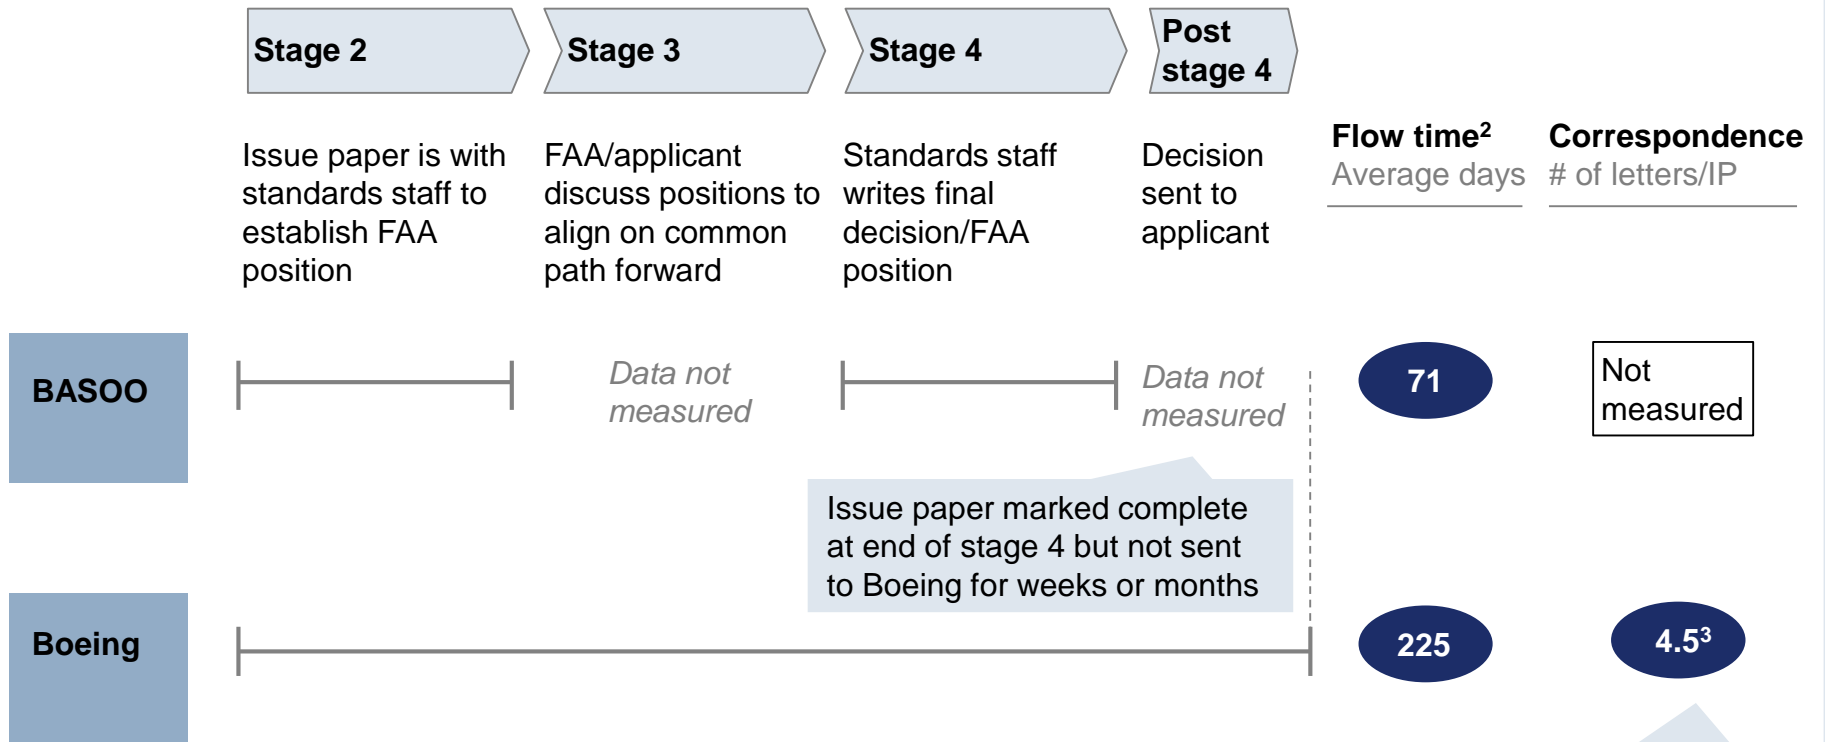 Stage 2
Stage 3
Stage 4
Post
stage 4
Issue paper is with
standards staff to
establish FAA
position
FAA/applicant
discuss positions to
align on common
path forward
Standards staff
writes final
decision/FAA
position
Decision
sent to
applicant
Flow time²
Average days
Correspondence
# of letters/IP
BASOO
Data not
measured
Data not
measured
71
Not
measured
Issue paper marked complete
at end of stage 4 but not sent
to Boeing for weeks or months
Boeing
225
4.5³